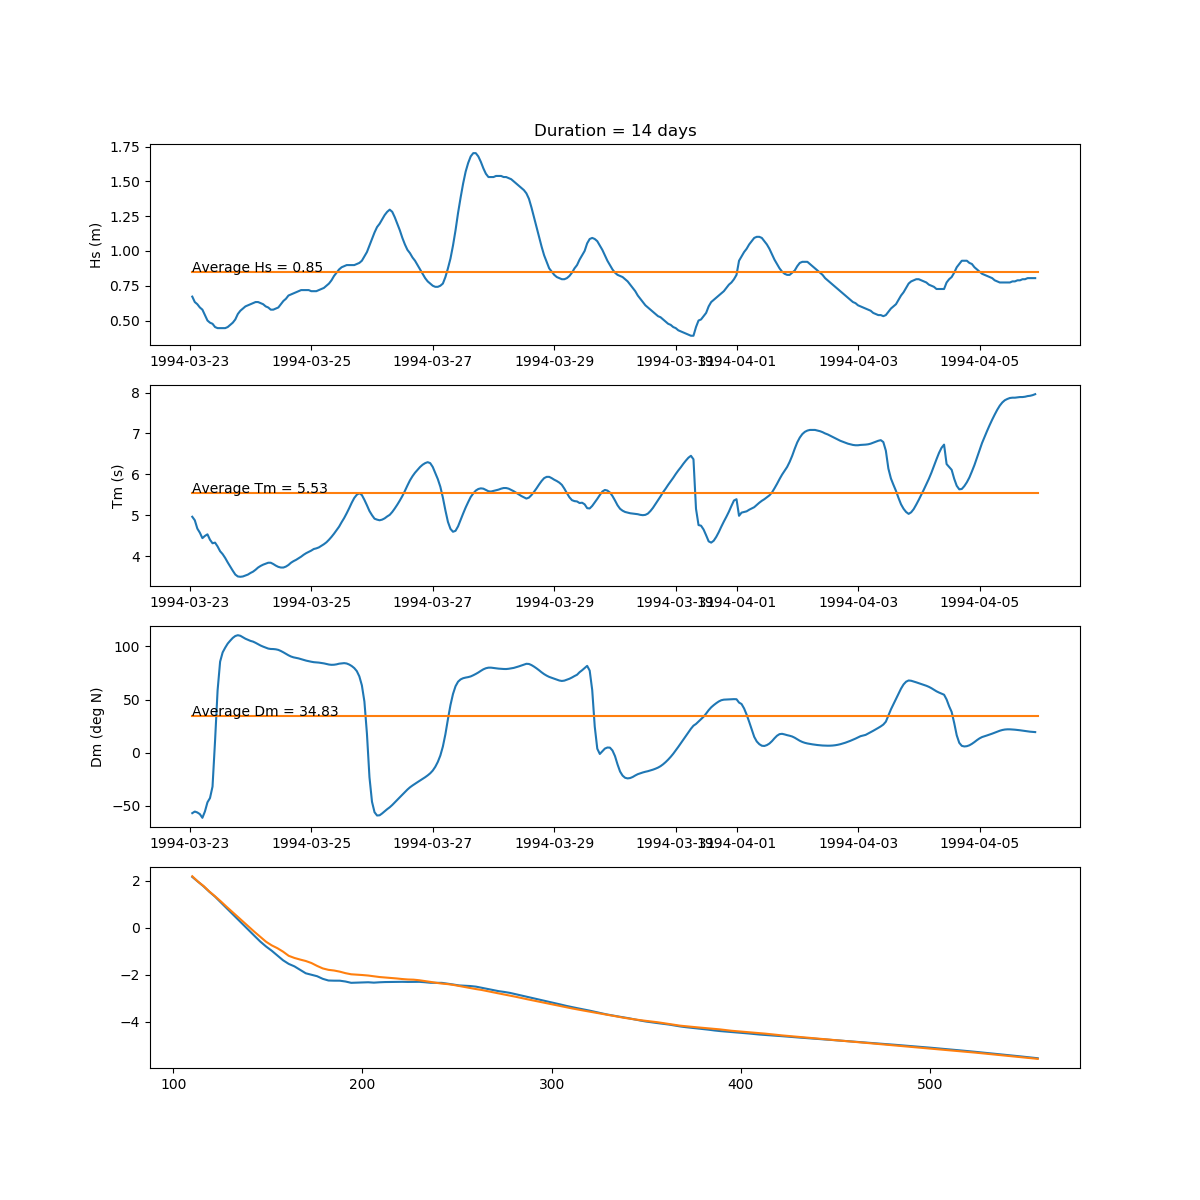 Duration = 14 days
1.75
1.50
1.25
1.00
0.75
0.50
Hs (m)
Average Hs = 0.85
1994-03-23 1994-03-25 1994-03-27 1994-03-29 1994-03-31 1994-04-01 1994-04-03 1994-04-05
8
7
6
5
4
Tm (s)
Average Tm = 5.53
1994-03-23 1994-03-25 1994-03-27 1994-03-29 1994-03-31 1994-04-01 1994-04-03 1994-04-05
100
50
0
−50
Dm (deg N)
Average Dm = 34.83
1994-03-23 1994-03-25 1994-03-27 1994-03-29 1994-03-31 1994-04-01 1994-04-03 1994-04-05
2
0
−2
−4
100 200 300 400 500